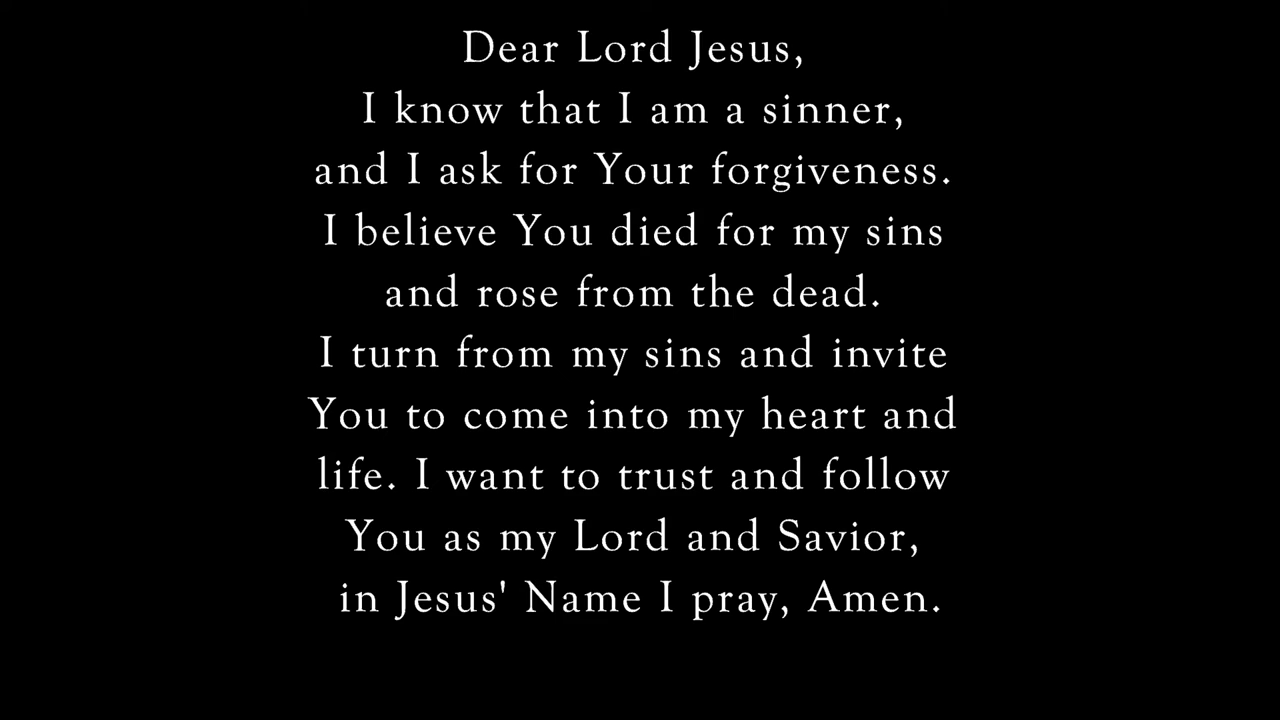 Dear Lord Jesus,
I know that I am a sinner,
and I ask for Your forgiveness.
I believe You died for my sins
and rose from the dead.
I turn from my sins and invite
You to come into my heart and
life. I want to trust and follow
You as my Lord and Savior,
in Jesus' Name I pray, Amen.